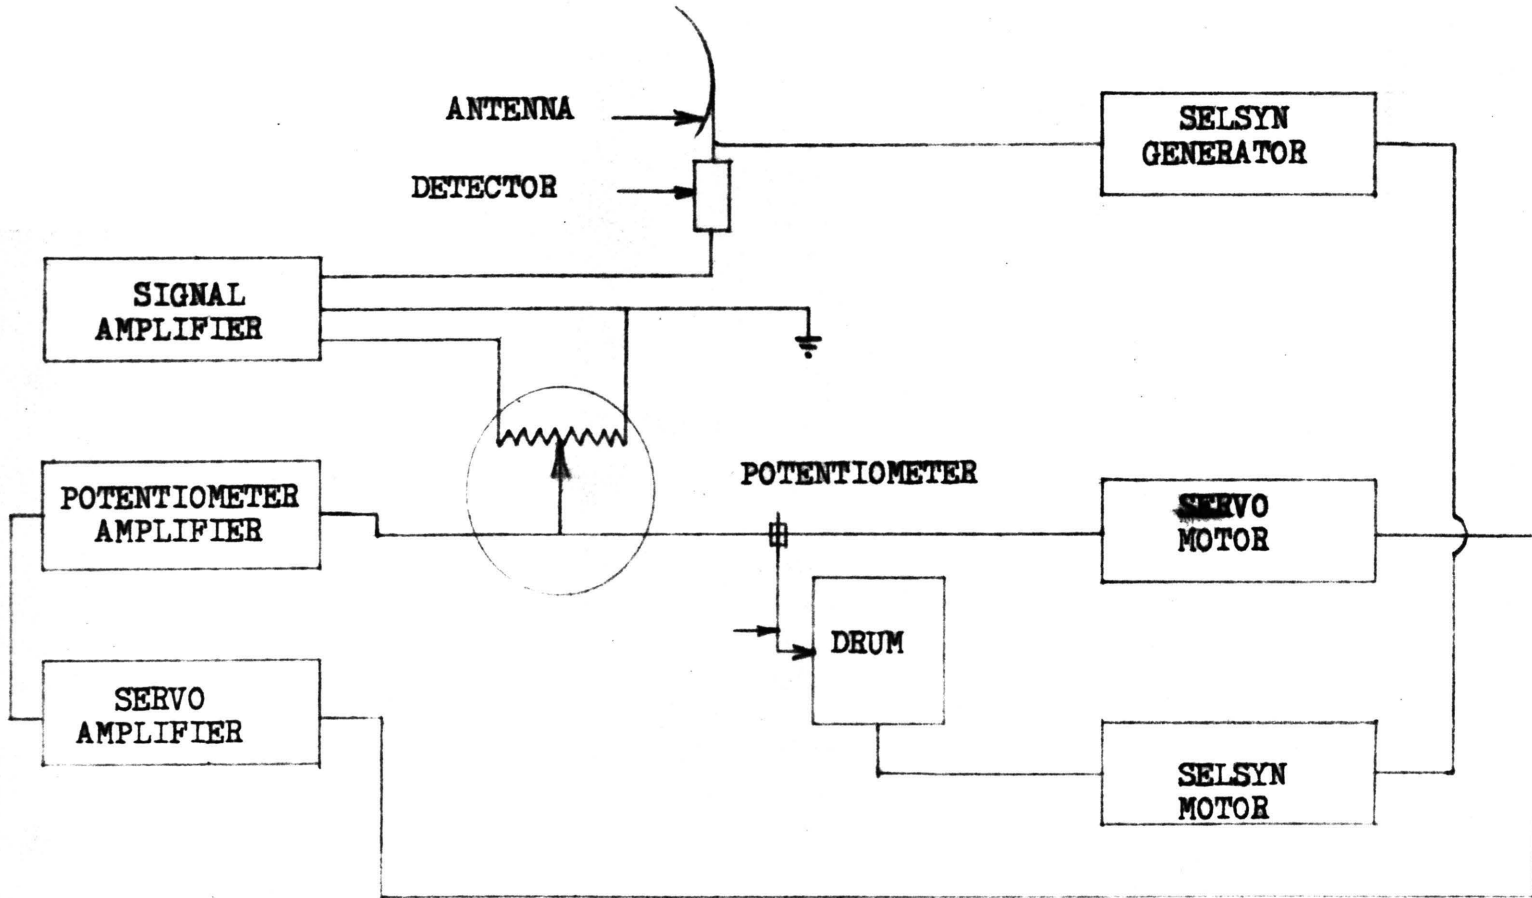 ANTENNA
SELSYN
GENERATOR
DETECTOR
SIGNAL
AMPLIFIER
POTENTIOMETER
POTENTIOMETER
AMPLIFIER
SERVO
MOTOR
DRUM
SERVO
AMPLIFIER
SELSYN
MOTOR